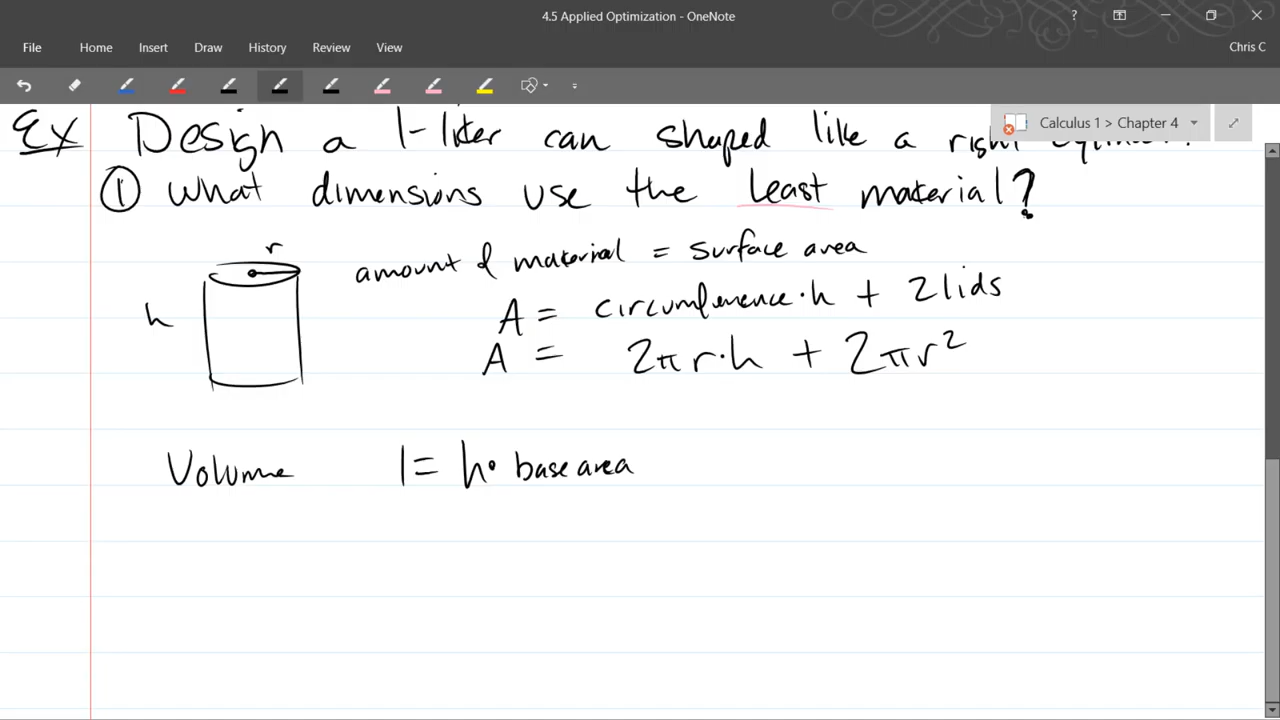 4.5 Applied Optimization - OneNote
File Home Insert Draw History Review View Chris C
Calculus 1 > Chapter 4
Ex Design a 1-liter can shaped like a right
① What dimensions use the least material?
r
h
amount of material = surface area
A = circumference·h + 2 lids
A = 2πr·h + 2πr²
Volume 1 = h· base area